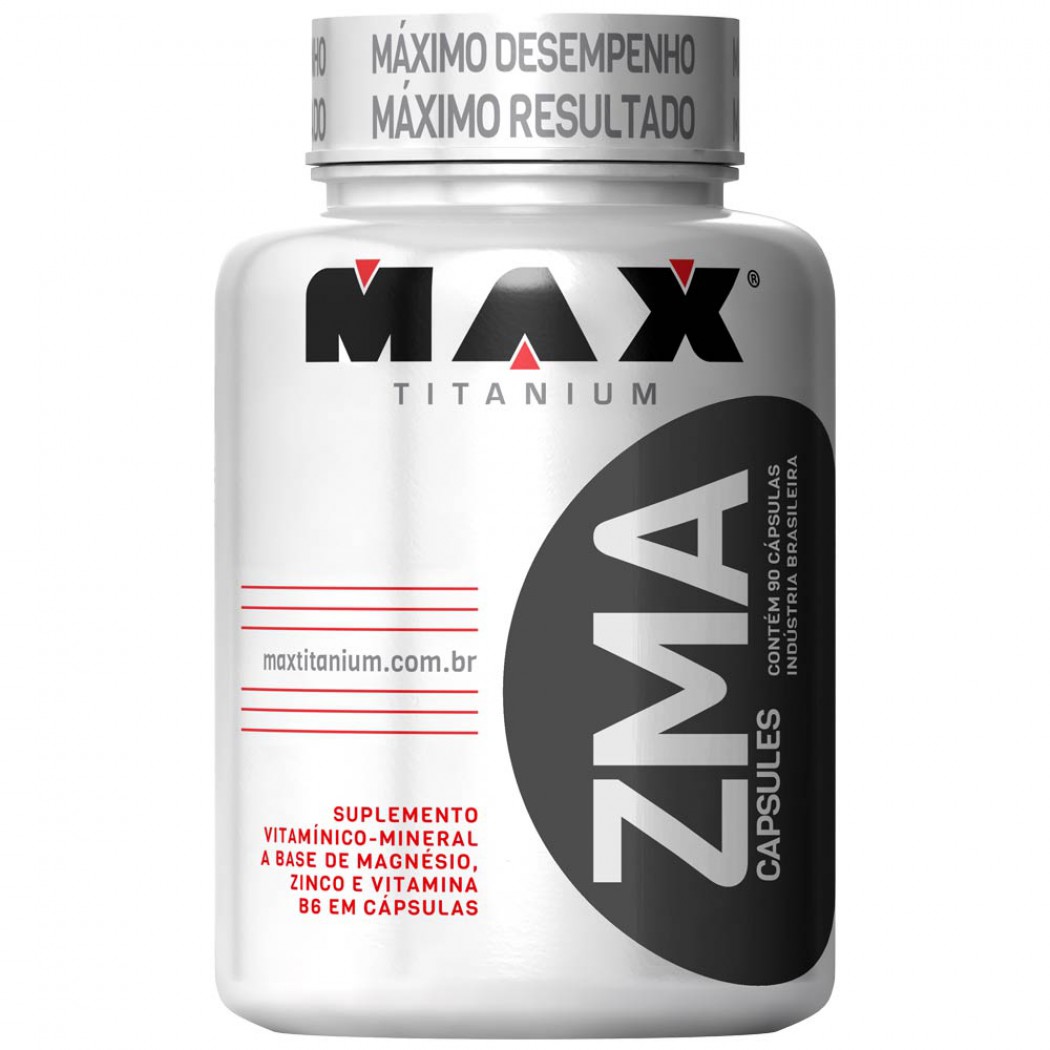 MÁXIMO DESEMPENHO
MÁXIMO RESULTADO
MAX®
TITANIUM
ZMA
CAPSULES
CONTÉM 90 CÁPSULAS
INDÚSTRIA BRASILEIRA
maxtitanium.com.br
SUPLEMENTO
VITAMÍNICO-MINERAL
A BASE DE MAGNÉSIO,
ZINCO E VITAMINA
B6 EM CÁPSULAS